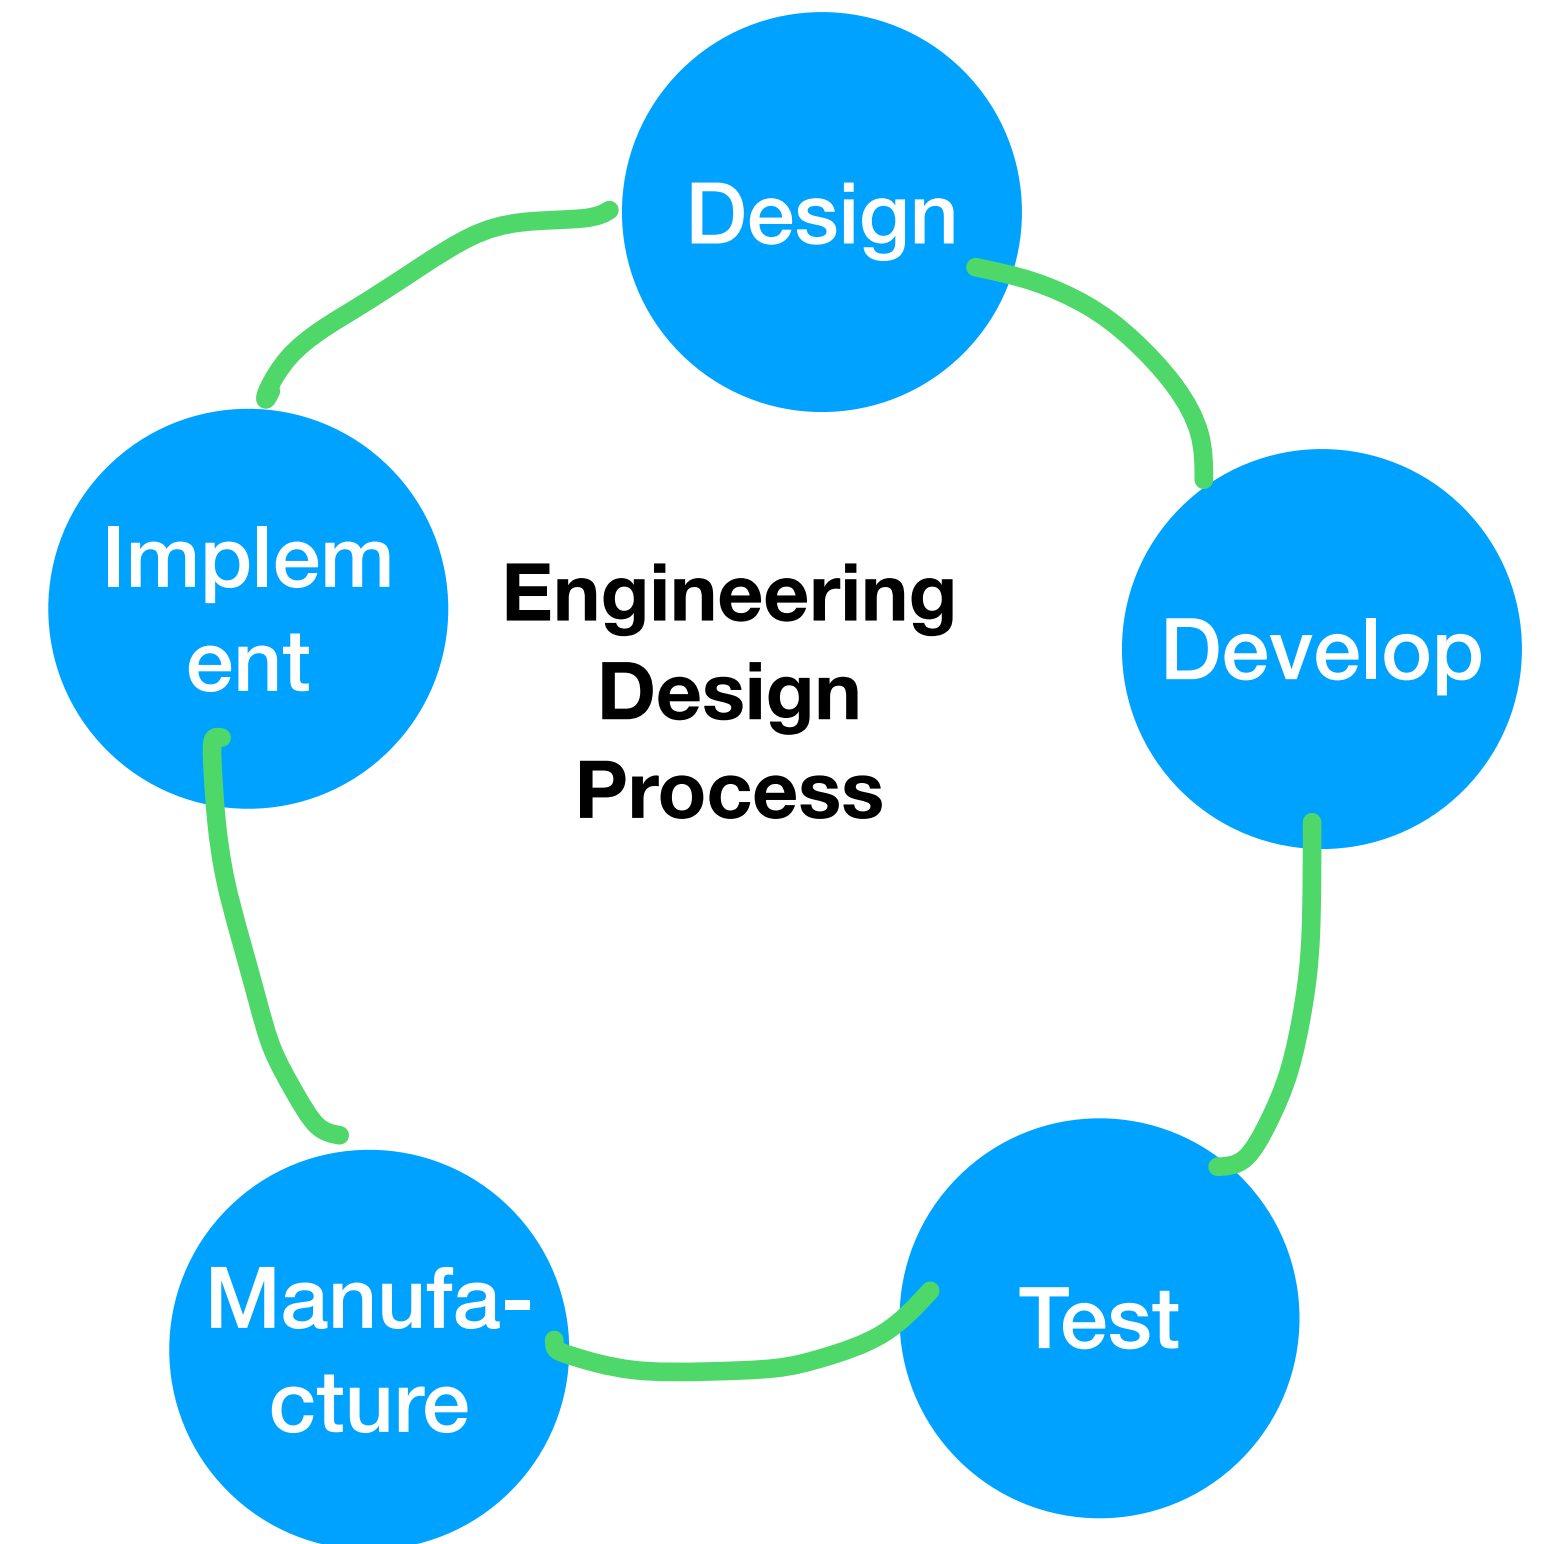 Design
Develop
Test
Manufa-
cture
Implem
ent
Engineering
Design
Process